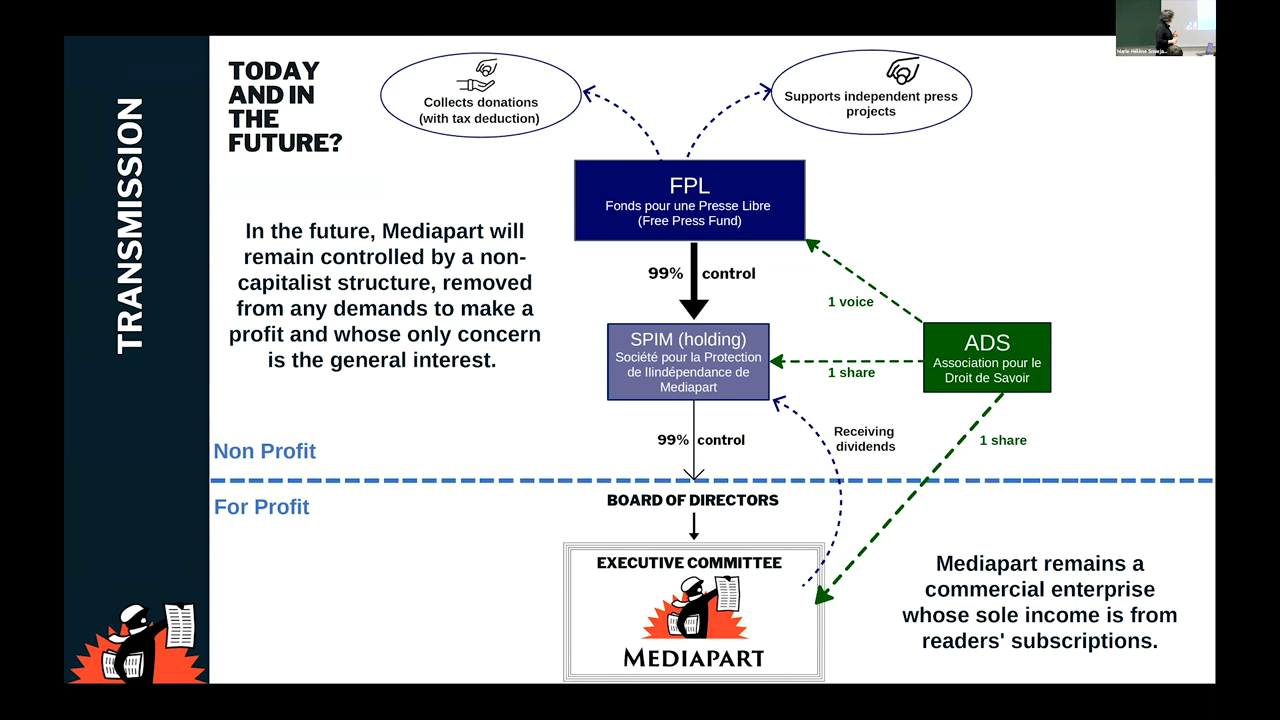 TRANSMISSION
TODAY
AND IN
THE
FUTURE?
Collects donations
(with tax deduction)
Supports independent press
projects
FPL
Fonds pour une Presse Libre
(Free Press Fund)
In the future, Mediapart will
remain controlled by a non-
capitalist structure, removed
from any demands to make a
profit and whose only concern
is the general interest.
99% control
1 voice
SPIM (holding)
Société pour la Protection
de lIindépendance de
Mediapart
1 share
ADS
Association pour le
Droit de Savoir
99% control
Receiving
dividends
1 share
Non Profit
For Profit
BOARD OF DIRECTORS
EXECUTIVE COMMITTEE
MEDIAPART
Mediapart remains a
commercial enterprise
whose sole income is from
readers' subscriptions.